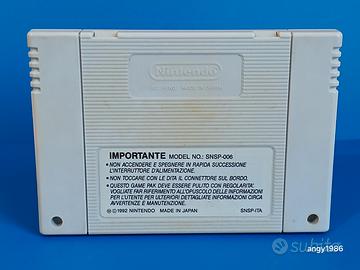 Nintendo
IMPORTANTE MODEL NO.: SNSP-006
• NON ACCENDERE E SPEGNERE IN RAPIDA SUCCESSIONE
L'INTERRUTTORE D'ALIMENTAZIONE.
• NON TOCCARE CON LE DITA IL CONNETTORE SUL BORDO.
• QUESTO GAME PAK DEVE ESSERE PULITO CON REGOLARITA'.
VOGLIATE FAR RIFERIMENTO ALL'OPUSCOLO DELLE INFORMAZIONI
PER L'UTENTE PER ULTERIORI DETTAGLIATE INFORMAZIONI CIRCA
AVVERTENZE E MANUTENZIONE.
©1992 NINTENDO MADE IN JAPAN SNSP-ITA
subito
angy1986